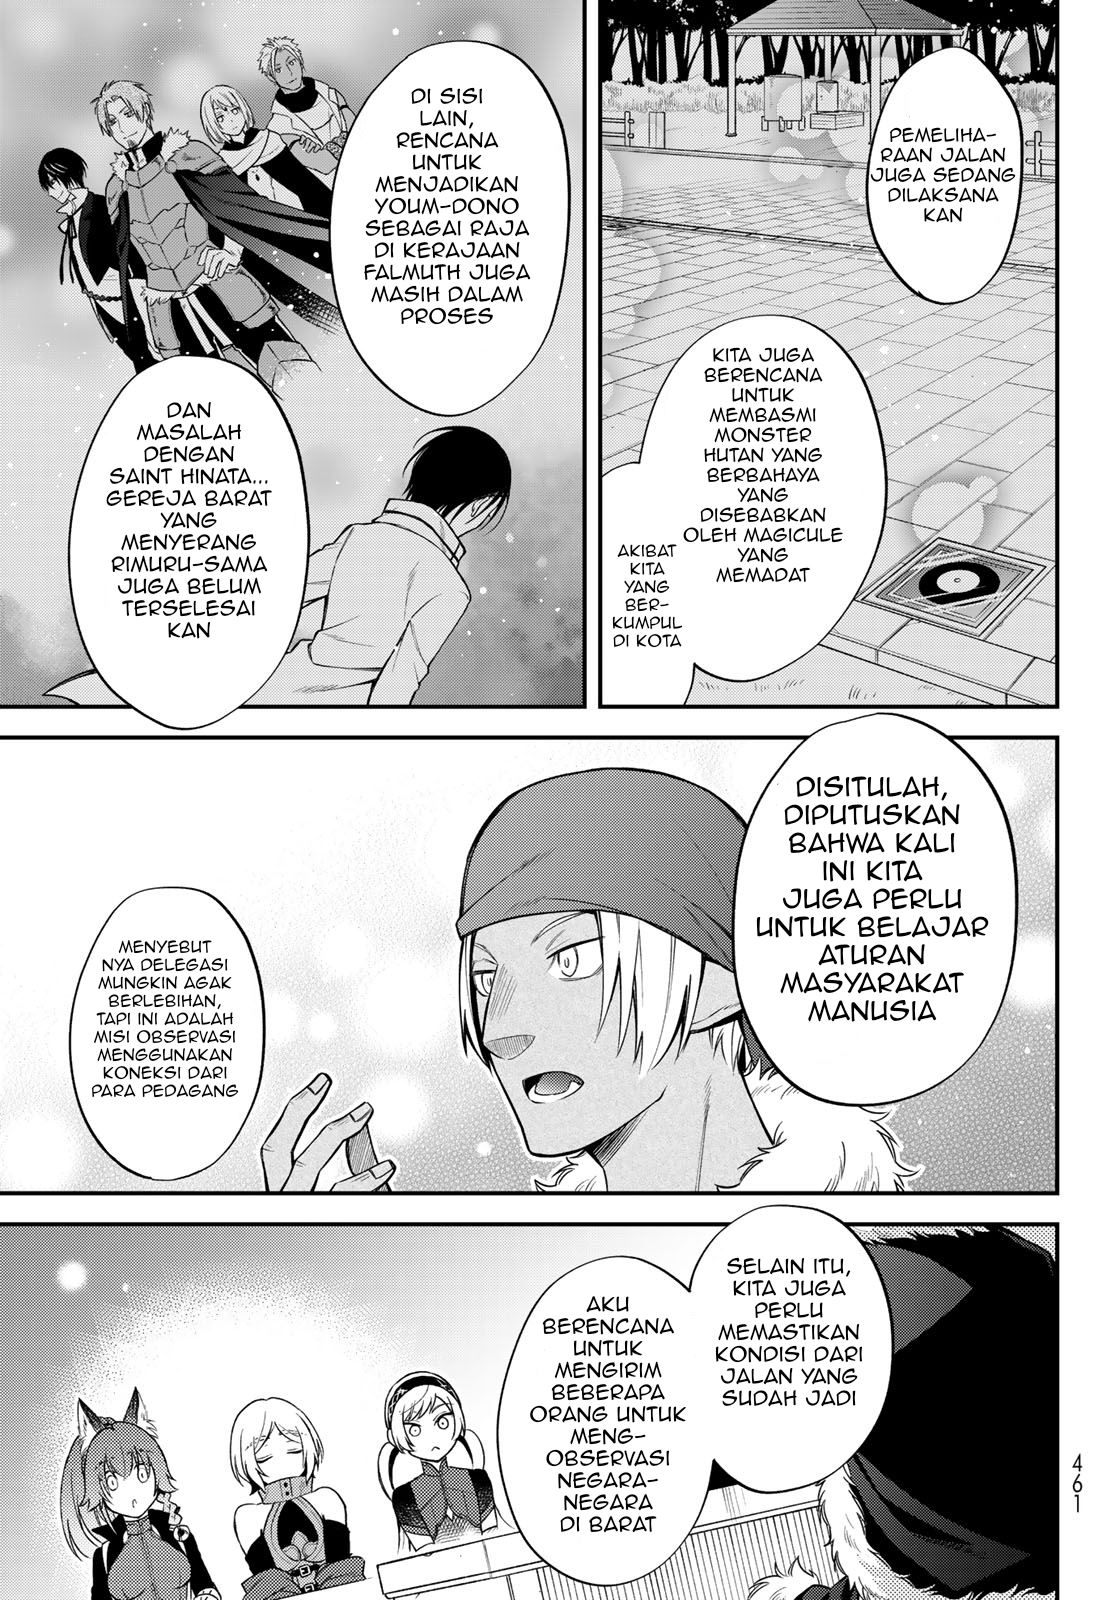 PEMELIHA-
RAAN JALAN
JUGA SEDANG
DILAKSANA
KAN
KITA JUGA
BERENCANA
UNTUK
MEMBASMI
MONSTER
HUTAN YANG
BERBAHAYA
YANG
DISEBABKAN
OLEH MAGICULE
YANG
MEMADAT
AKIBAT
KITA
YANG
BER-
KUMPUL
DI KOTA
DI SISI
LAIN,
RENCANA
UNTUK
MENJADIKAN
YOUM-DONO
SEBAGAI RAJA
DI KERAJAAN
FALMUTH JUGA
MASIH DALAM
PROSES
DAN
MASALAH
DENGAN
SAINT HINATA...
GEREJA BARAT
YANG
MENYERANG
RIMURU-SAMA
JUGA BELUM
TERSELESAI
KAN
DISITULAH,
DIPUTUSKAN
BAHWA KALI
INI KITA
JUGA PERLU
UNTUK BELAJAR
ATURAN
MASYARAKAT
MANUSIA
MENYEBUT
NYA DELEGASI
MUNGKIN AGAK
BERLEBIHAN,
TAPI INI ADALAH
MISI OBSERVASI
MENGGUNAKAN
KONEKSI DARI
PARA PEDAGANG
SELAIN ITU,
KITA JUGA
PERLU
MEMASTIKAN
KONDISI DARI
JALAN YANG
SUDAH JADI
AKU
BERENCANA
UNTUK
MENGIRIM
BEBERAPA
ORANG UNTUK
MENG-
OBSERVASI
NEGARA-
NEGARA
DI BARAT
461